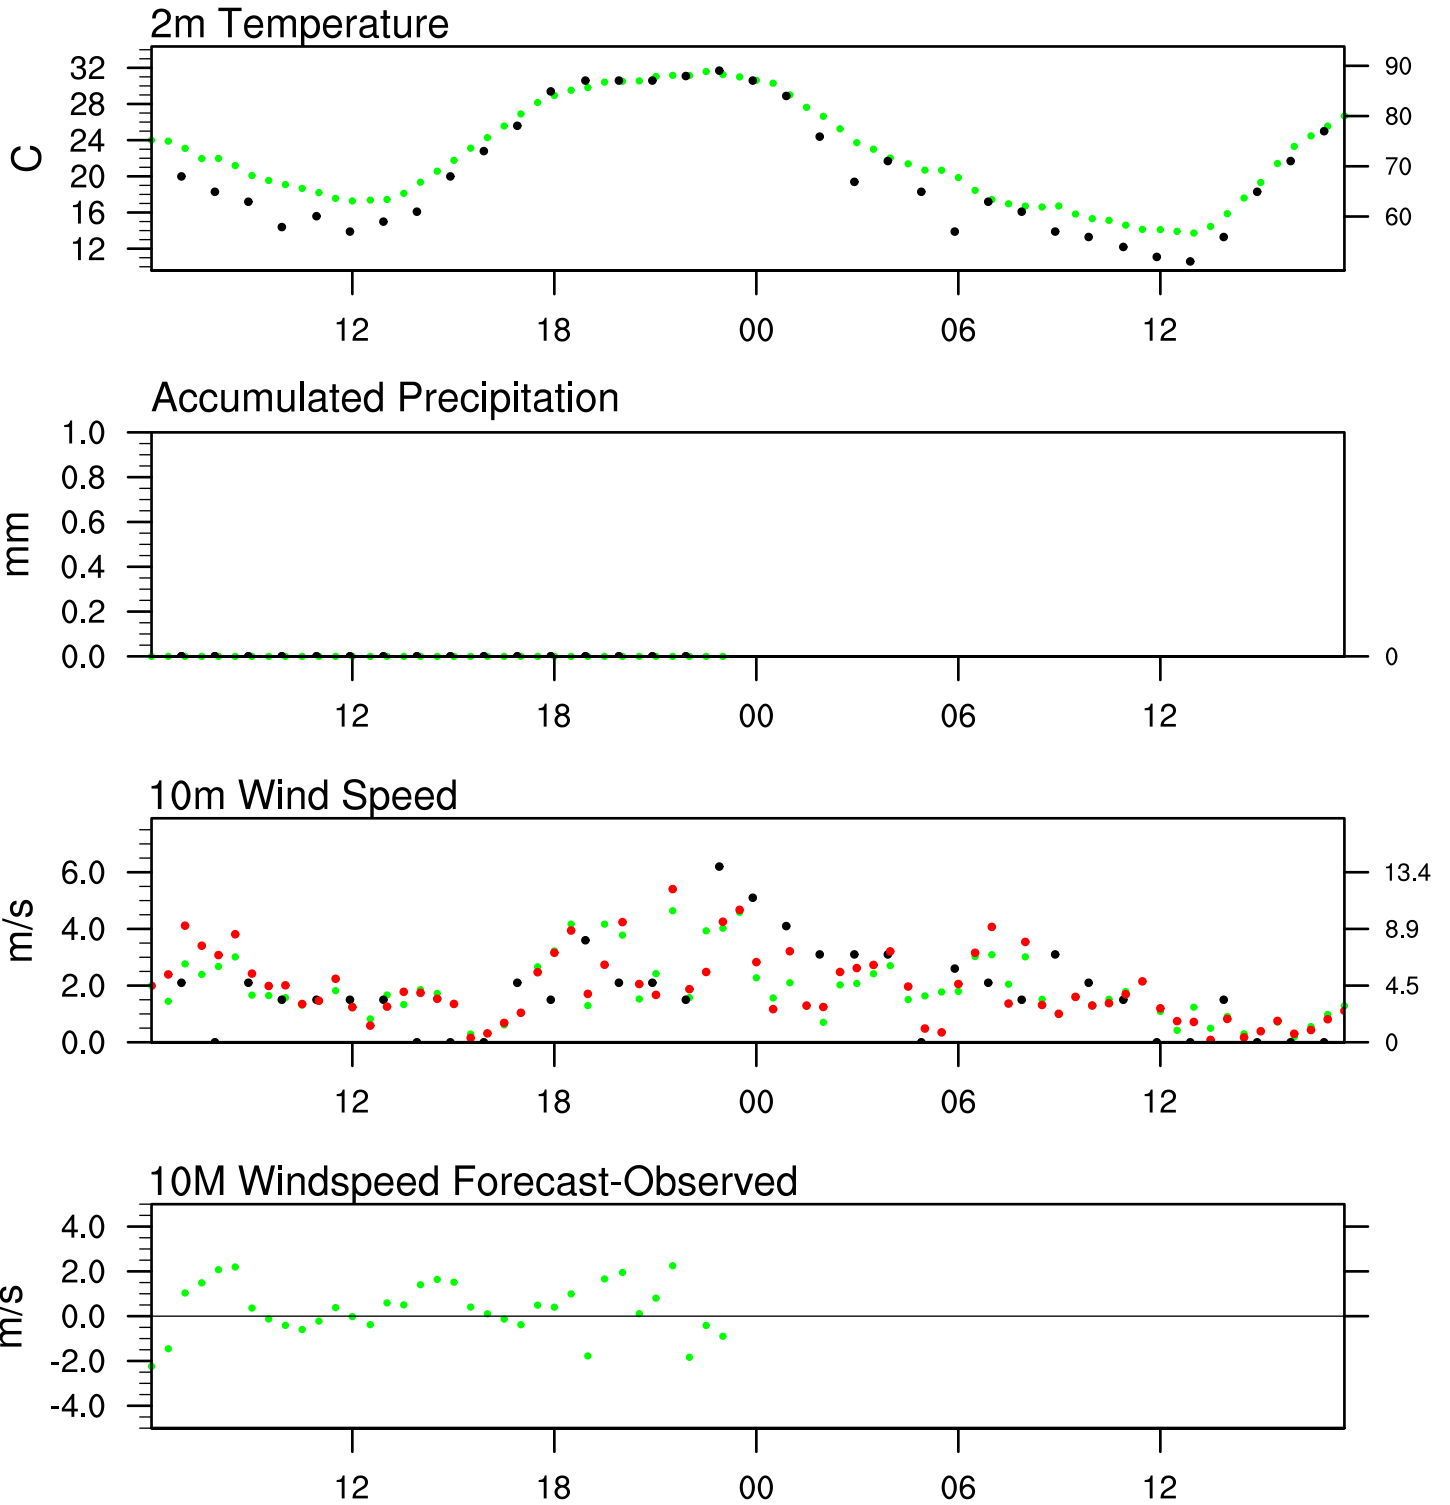 2m Temperature
C
32
28
24
20
16
12
90
80
70
60
12 18 00 06 12
Accumulated Precipitation
mm
1.0
0.8
0.6
0.4
0.2
0.0
0
12 18 00 06 12
10m Wind Speed
m/s
6.0
4.0
2.0
0.0
13.4
8.9
4.5
0
12 18 00 06 12
10M Windspeed Forecast-Observed
m/s
4.0
2.0
0.0
-2.0
-4.0
12 18 00 06 12